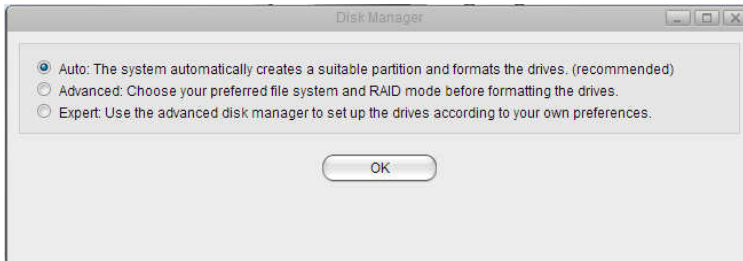 Disk Manager
Auto: The system automatically creates a suitable partition and formats the drives. (recommended)
Advanced: Choose your preferred file system and RAID mode before formatting the drives.
Expert: Use the advanced disk manager to set up the drives according to your own preferences.
OK